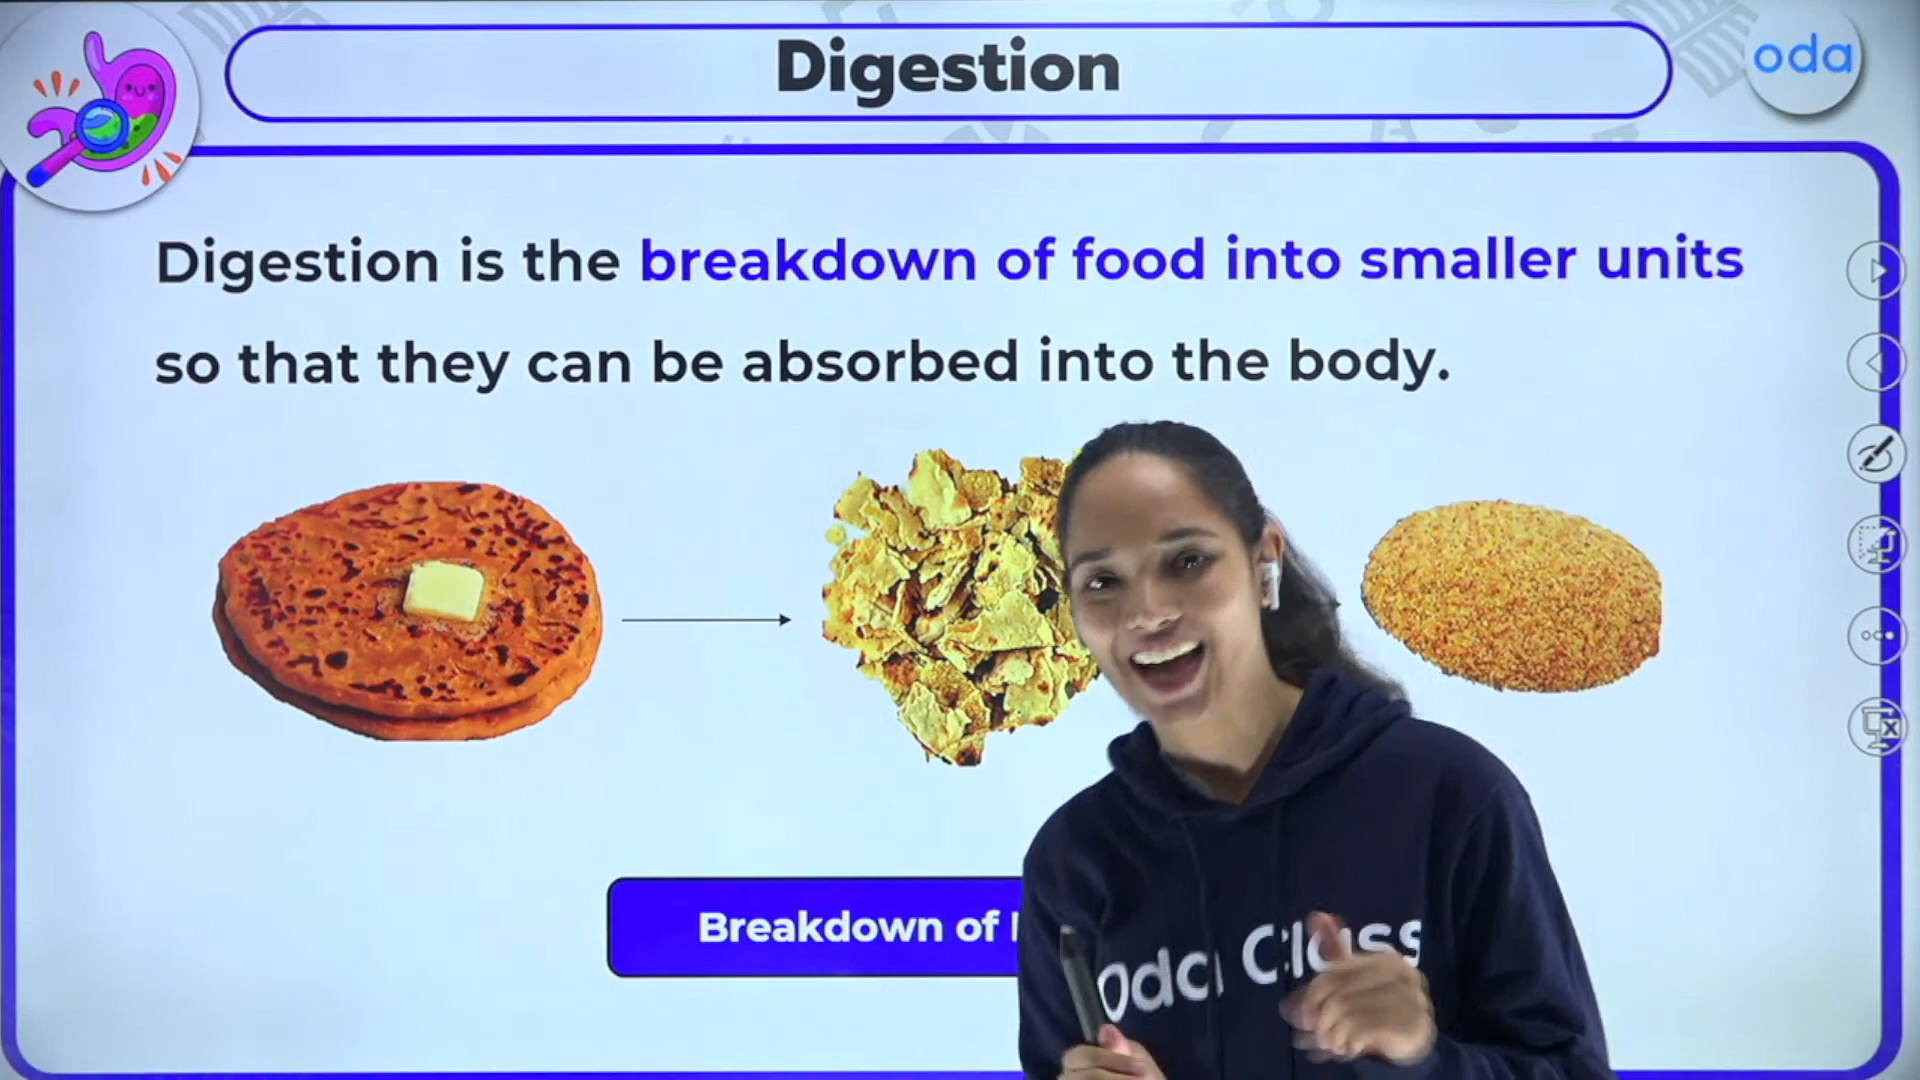 Digestion
oda
Digestion is the breakdown of food into smaller units
so that they can be absorbed into the body.
Breakdown of
Oda Class